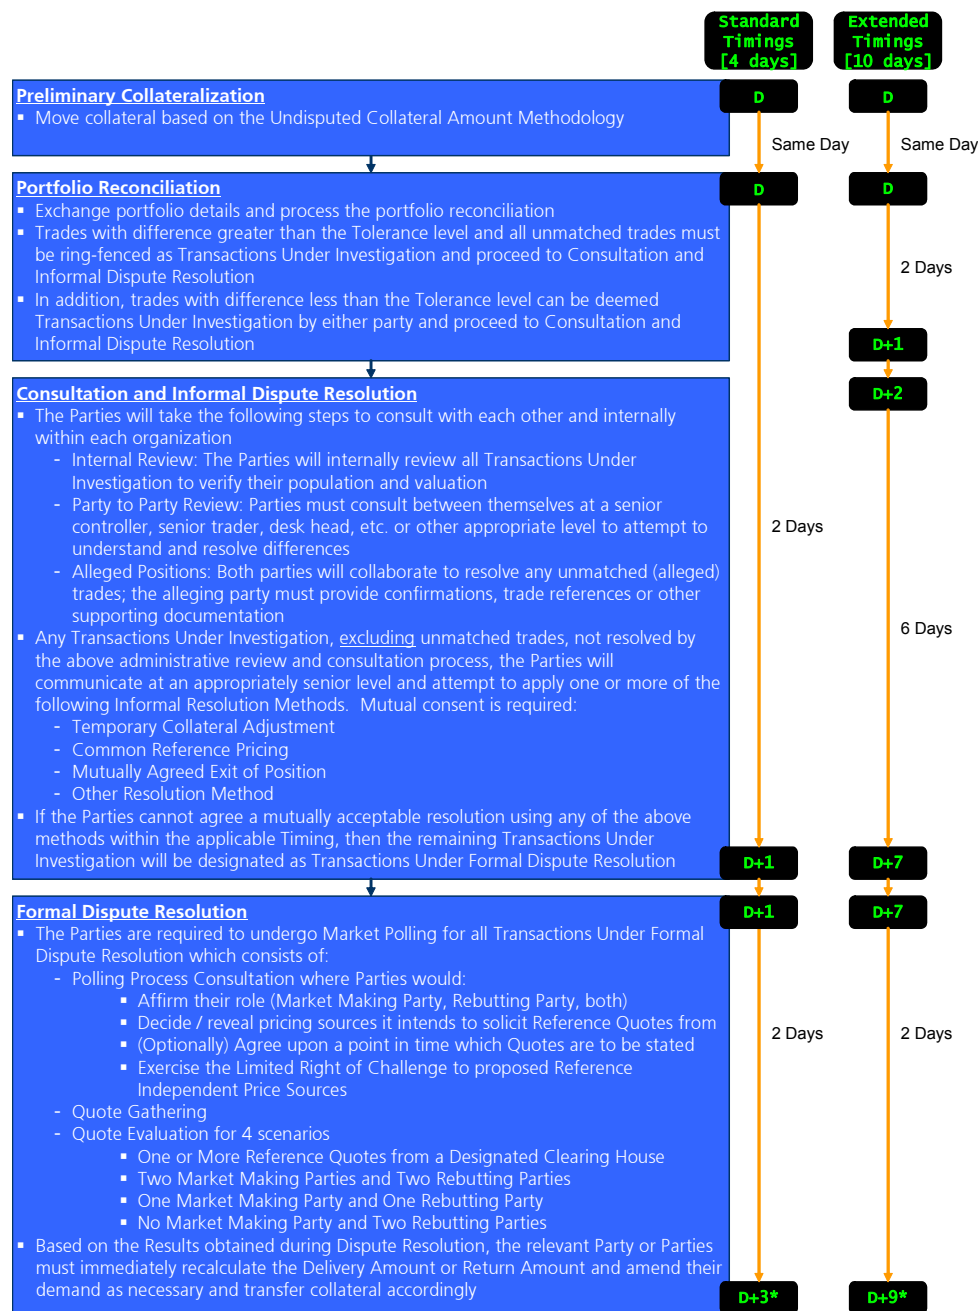 Standard
Timings
[4 days]
Extended
Timings
[10 days]
Preliminary Collateralization
▪ Move collateral based on the Undisputed Collateral Amount Methodology
D
D
Same Day
Same Day
Portfolio Reconciliation
▪ Exchange portfolio details and process the portfolio reconciliation
▪ Trades with difference greater than the Tolerance level and all unmatched trades must
be ring-fenced as Transactions Under Investigation and proceed to Consultation and
Informal Dispute Resolution
▪ In addition, trades with difference less than the Tolerance level can be deemed
Transactions Under Investigation by either party and proceed to Consultation and
Informal Dispute Resolution
D
D
2 Days
D+1
Consultation and Informal Dispute Resolution
▪ The Parties will take the following steps to consult with each other and internally
within each organization
- Internal Review: The Parties will internally review all Transactions Under
Investigation to verify their population and valuation
- Party to Party Review: Parties must consult between themselves at a senior
controller, senior trader, desk head, etc. or other appropriate level to attempt to
understand and resolve differences
- Alleged Positions: Both parties will collaborate to resolve any unmatched (alleged)
trades; the alleging party must provide confirmations, trade references or other
supporting documentation
▪ Any Transactions Under Investigation, excluding unmatched trades, not resolved by
the above administrative review and consultation process, the Parties will
communicate at an appropriately senior level and attempt to apply one or more of the
following Informal Resolution Methods.  Mutual consent is required:
- Temporary Collateral Adjustment
- Common Reference Pricing
- Mutually Agreed Exit of Position
- Other Resolution Method
▪ If the Parties cannot agree a mutually acceptable resolution using any of the above
methods within the applicable Timing, then the remaining Transactions Under
Investigation will be designated as Transactions Under Formal Dispute Resolution
D+2
2 Days
6 Days
D+1
D+7
Formal Dispute Resolution
▪ The Parties are required to undergo Market Polling for all Transactions Under Formal
Dispute Resolution which consists of:
- Polling Process Consultation where Parties would:
▪ Affirm their role (Market Making Party, Rebutting Party, both)
▪ Decide / reveal pricing sources it intends to solicit Reference Quotes from
▪ (Optionally) Agree upon a point in time which Quotes are to be stated
▪ Exercise the Limited Right of Challenge to proposed Reference
Independent Price Sources
- Quote Gathering
- Quote Evaluation for 4 scenarios
▪ One or More Reference Quotes from a Designated Clearing House
▪ Two Market Making Parties and Two Rebutting Parties
▪ One Market Making Party and One Rebutting Party
▪ No Market Making Party and Two Rebutting Parties
▪ Based on the Results obtained during Dispute Resolution, the relevant Party or Parties
must immediately recalculate the Delivery Amount or Return Amount and amend their
demand as necessary and transfer collateral accordingly
D+1
D+7
2 Days
2 Days
D+3*
D+9*